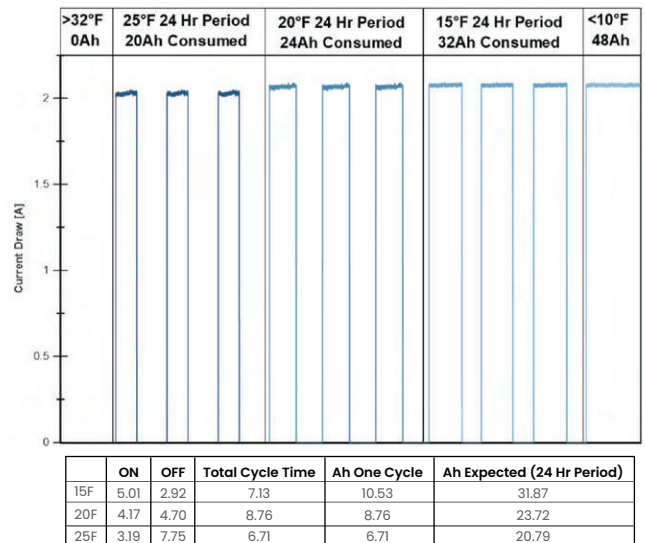 >32°F 25°F 24 Hr Period 20°F 24 Hr Period 15°F 24 Hr Period <10°F
0Ah 20Ah Consumed 24Ah Consumed 32Ah Consumed 48Ah
2
1.5
Current Draw [A]
1
0.5
0
ON OFF Total Cycle Time Ah One Cycle Ah Expected (24 Hr Period)
15F 5.01 2.92 7.13 10.53 31.87
20F 4.17 4.70 8.76 8.76 23.72
25F 3.19 7.75 6.71 6.71 20.79